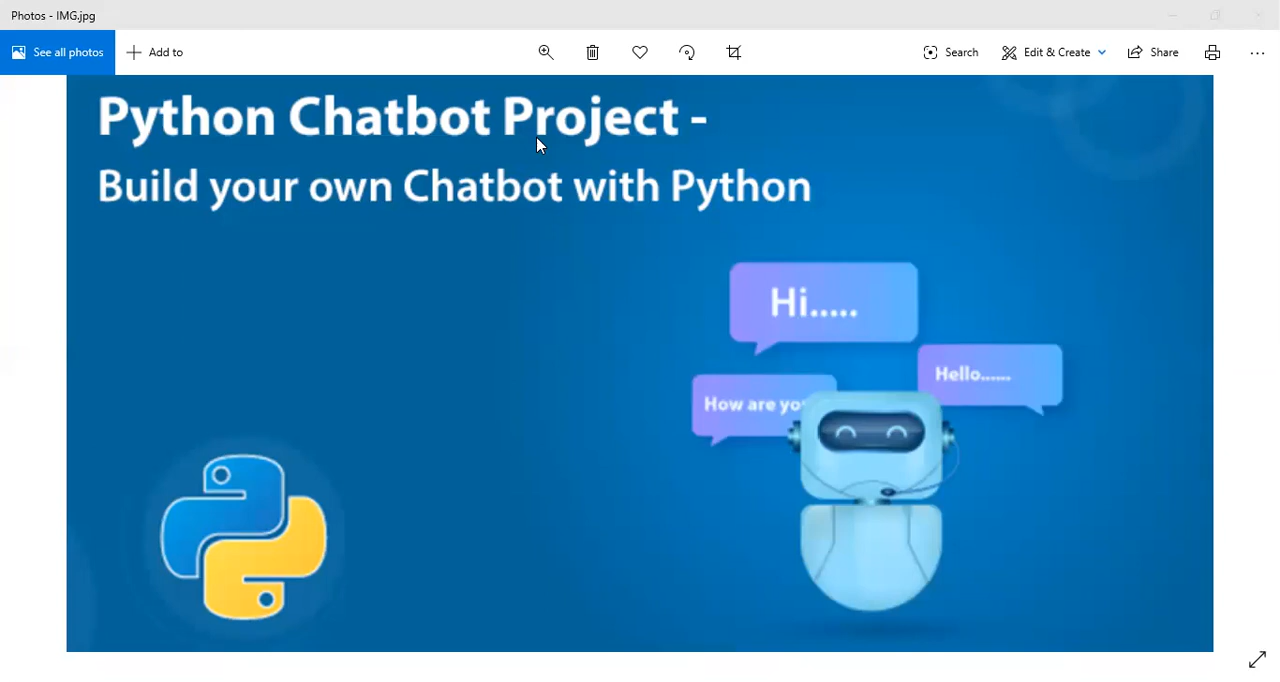 Photos - IMG.jpg
See all photos
Add to
Search
Edit & Create
Share
Python Chatbot Project -
Build your own Chatbot with Python
Hi.....
Hello......
How are